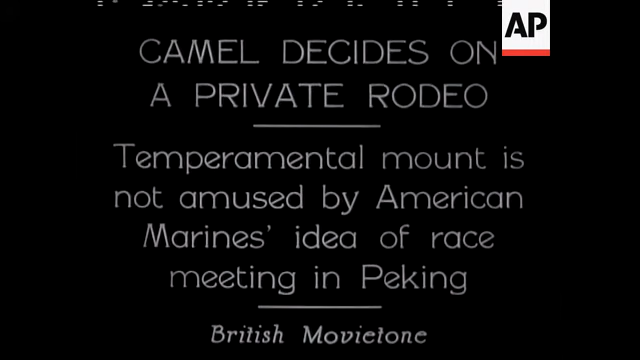 AP
CAMEL DECIDES ON
A PRIVATE RODEO
Temperamental mount is
not amused by American
Marines' idea of race
meeting in Peking
British Movietone